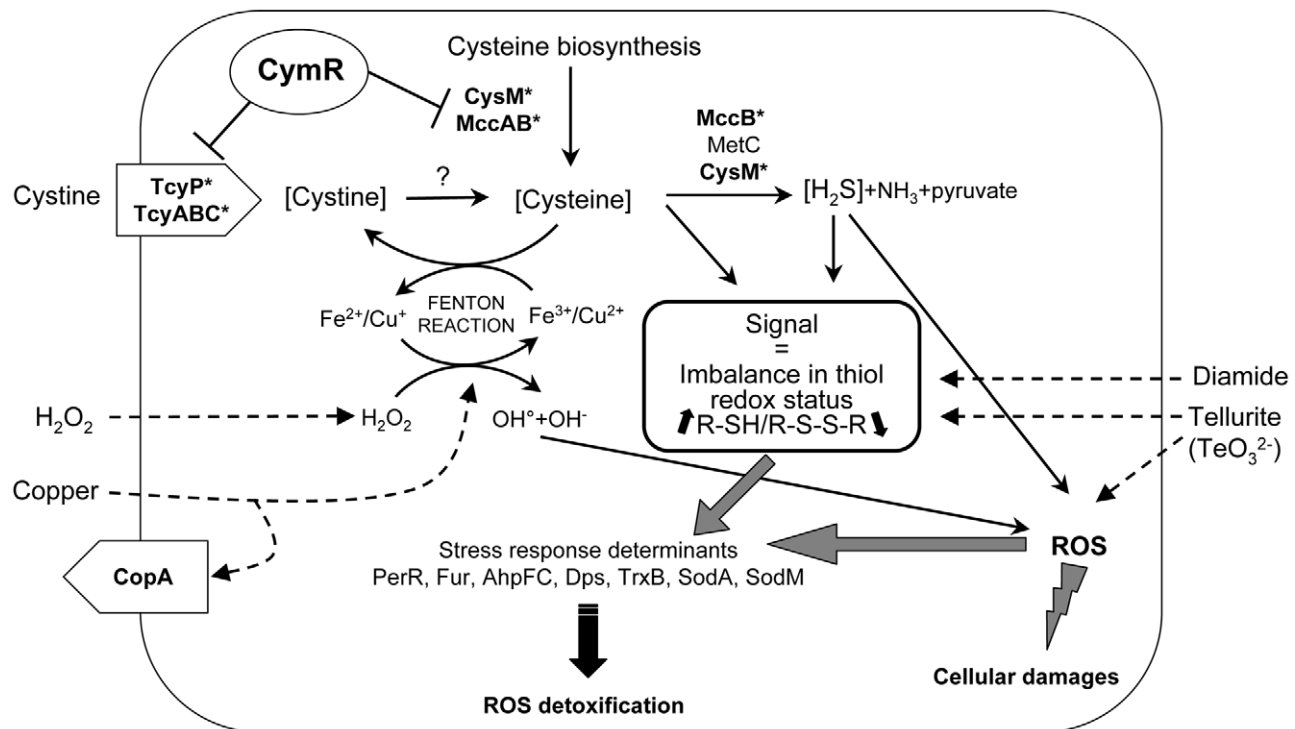 Cysteine biosynthesis
CymR
CysM*
MccAB*
MccB*
MetC
CysM*
Cystine
TcyP*
TcyABC*
[Cystine]
?
[Cysteine]
[H₂S]+NH₃+pyruvate
Fe²⁺/Cu⁺
FENTON
REACTION
Fe³⁺/Cu²⁺
Signal
=
Imbalance in thiol
redox status
R-SH/R-S-S-R
Diamide
Tellurite
(TeO₃²⁻)
H₂O₂
H₂O₂
OH°+OH⁻
Copper
CopA
Stress response determinants
PerR, Fur, AhpFC, Dps, TrxB, SodA, SodM
ROS
Cellular damages
ROS detoxification